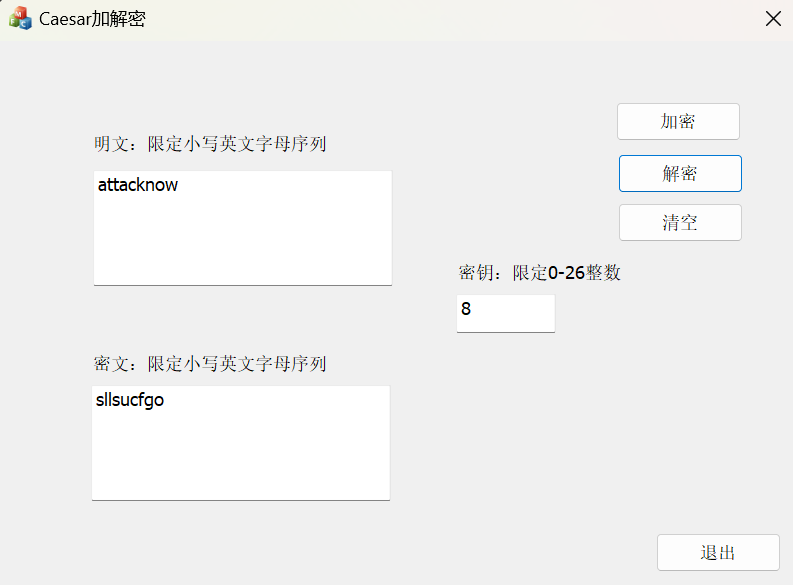 Caesar加解密
明文：限定小写英文字母序列
attacknow
加密
解密
清空
密钥：限定0-26整数
8
密文：限定小写英文字母序列
sllsucfgo
退出